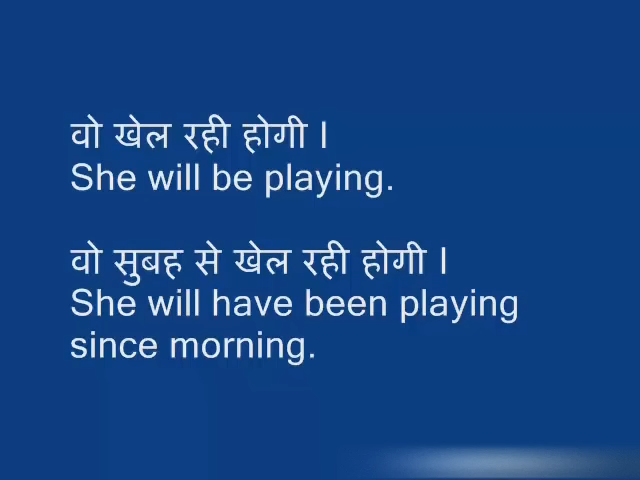 वो खेल रही होगी ।
She will be playing.
वो सुबह से खेल रही होगी ।
She will have been playing
since morning.